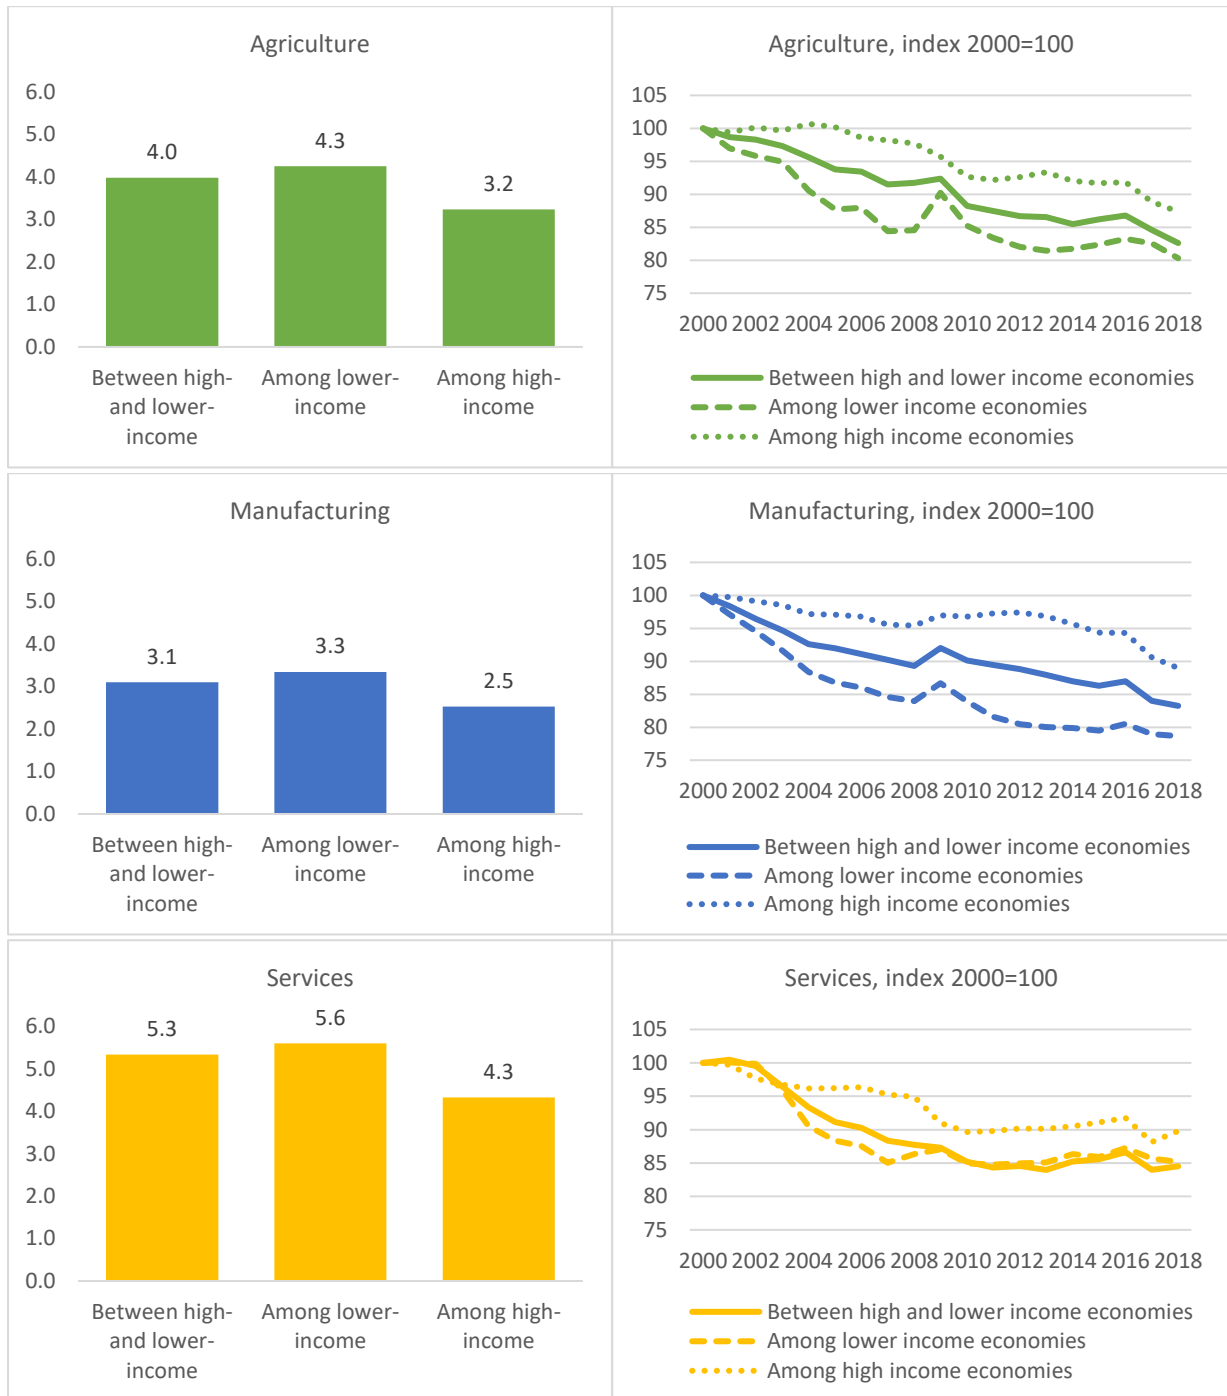 Agriculture
6.0
5.0
4.0
3.0
2.0
1.0
0.0
4.0
4.3
3.2
Between high-
and lower-
income
Among lower-
income
Among high-
income
Agriculture, index 2000=100
105
100
95
90
85
80
75
2000 2002 2004 2006 2008 2010 2012 2014 2016 2018
Between high and lower income economies
Among lower income economies
Among high income economies
Manufacturing
6.0
5.0
4.0
3.0
2.0
1.0
0.0
3.1
3.3
2.5
Between high-
and lower-
income
Among lower-
income
Among high-
income
Manufacturing, index 2000=100
105
100
95
90
85
80
75
2000 2002 2004 2006 2008 2010 2012 2014 2016 2018
Between high and lower income economies
Among lower income economies
Among high income economies
Services
6.0
5.0
4.0
3.0
2.0
1.0
0.0
5.3
5.6
4.3
Between high-
and lower-
income
Among lower-
income
Among high-
income
Services, index 2000=100
105
100
95
90
85
80
75
2000 2002 2004 2006 2008 2010 2012 2014 2016 2018
Between high and lower income economies
Among lower income economies
Among high income economies